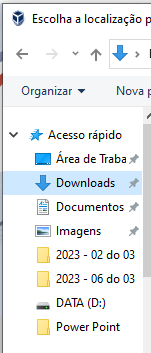 Escolha a localização p
Organizar
Nova p
Acesso rápido
Área de Traba
Downloads
Documentos
Imagens
2023 - 02 do 03
2023 - 06 do 03
DATA (D:)
Power Point